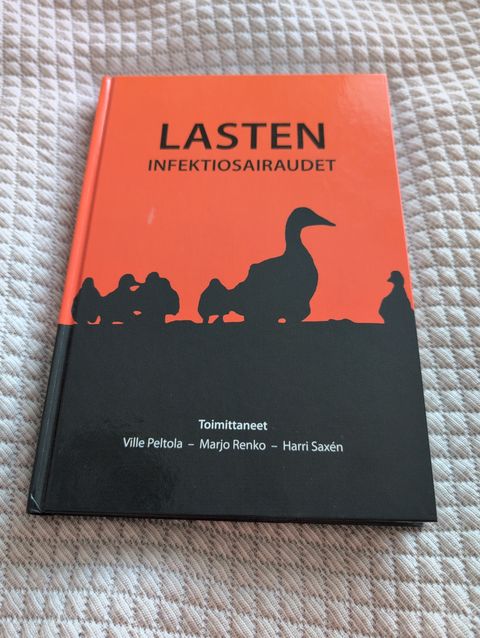 LASTEN
INFEKTIOSAIRAUDET
Toimittaneet
Ville Peltola – Marjo Renko – Harri Saxén